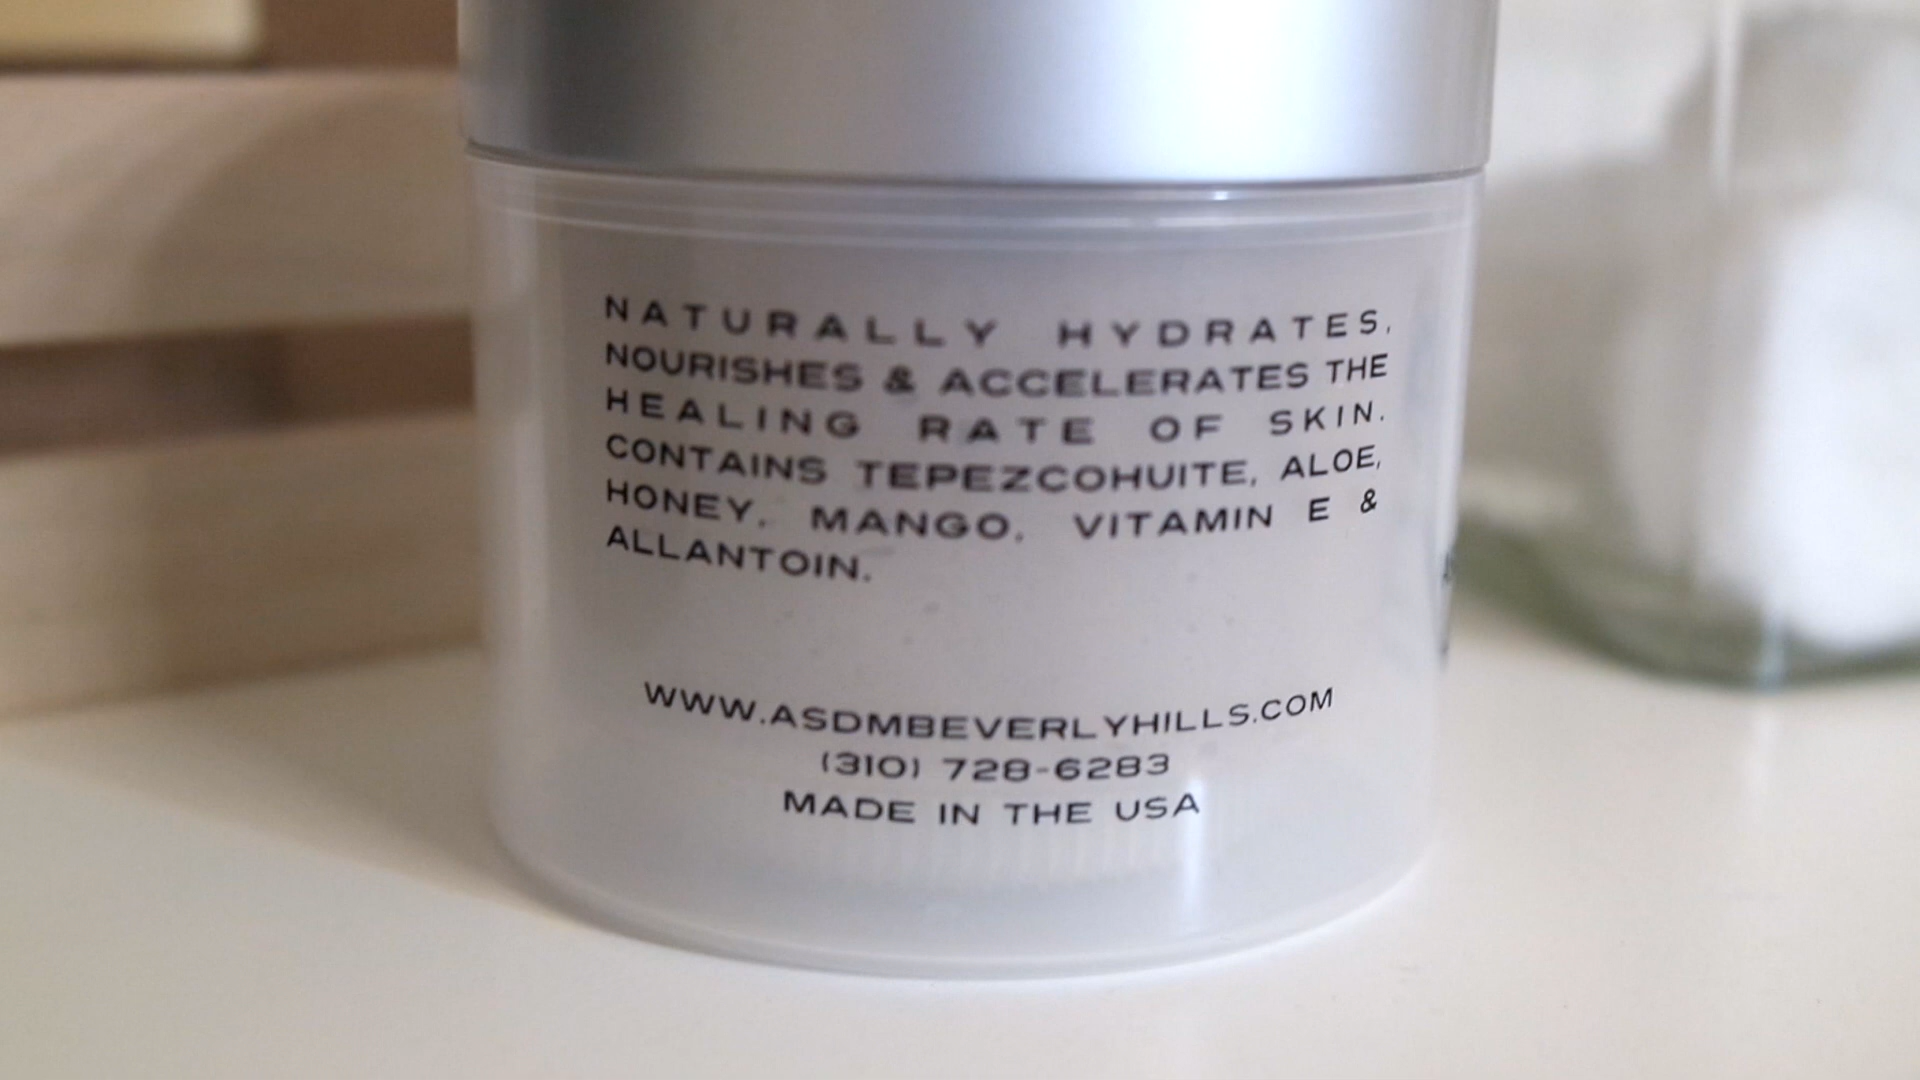 NATURALLY HYDRATES,
NOURISHES & ACCELERATES THE
HEALING RATE OF SKIN.
CONTAINS TEPEZCOHUITE, ALOE,
HONEY, MANGO, VITAMIN E &
ALLANTOIN.
WWW.ASDMBEVERLYHILLS.COM
(310) 728-6283
MADE IN THE USA